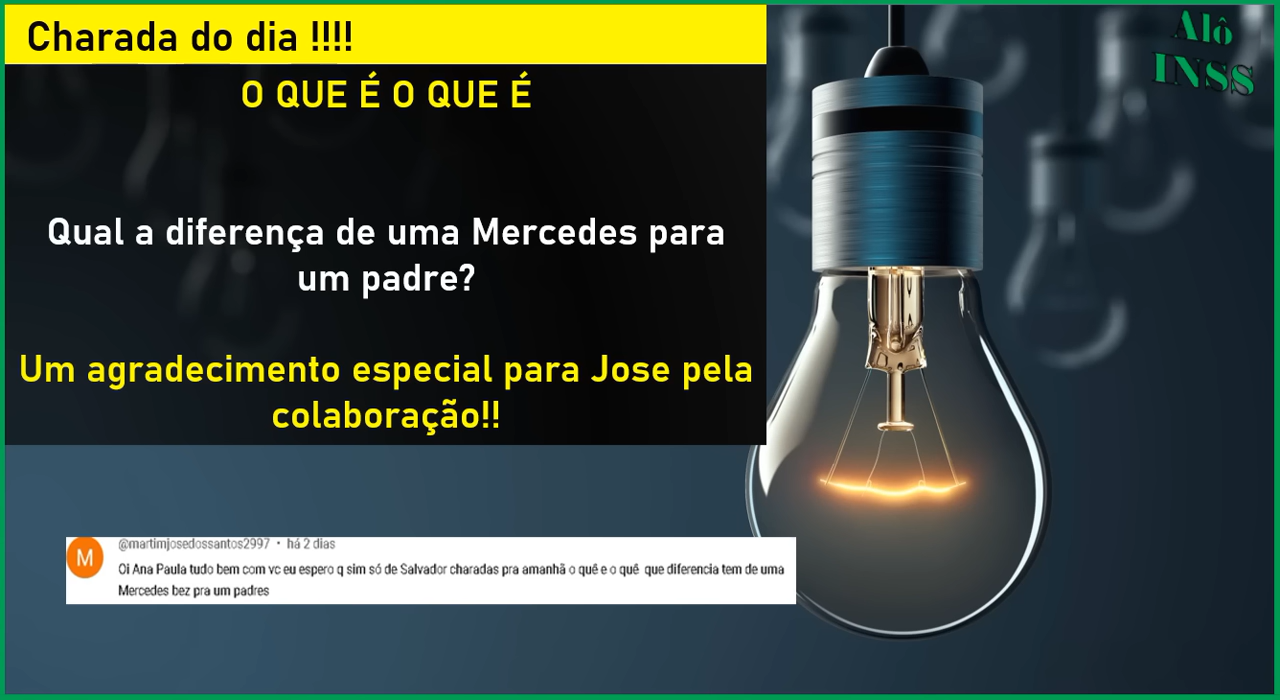 Charada do dia !!!!
O QUE É O QUE É
Qual a diferença de uma Mercedes para
um padre?
Um agradecimento especial para Jose pela
colaboração!!
Alô
INSS
M
@martimjosedossantos2997 • há 2 dias
Oi Ana Paula tudo bem com vc eu espero q sim só de Salvador charadas pra amanhã o quê e o quê que diferencia tem de uma
Mercedes bez pra um padres